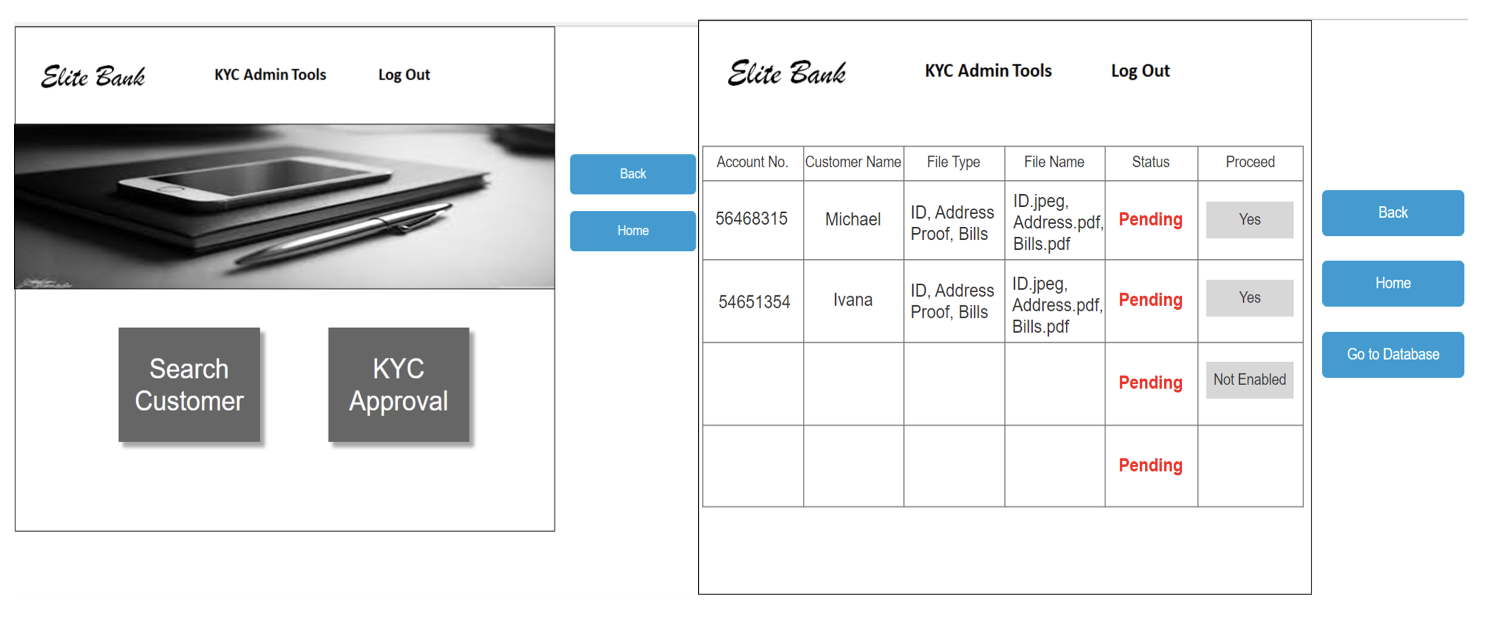 Elite Bank
KYC Admin Tools
Log Out
Back
Home
Search
Customer
KYC
Approval
Elite Bank
KYC Admin Tools
Log Out
Account No.
Customer Name
File Type
File Name
Status
Proceed
56468315
Michael
ID, Address
Proof, Bills
ID.jpeg,
Address.pdf,
Bills.pdf
Pending
Yes
54651354
Ivana
ID, Address
Proof, Bills
ID.jpeg,
Address.pdf,
Bills.pdf
Pending
Yes
Pending
Not Enabled
Pending
Back
Home
Go to Database